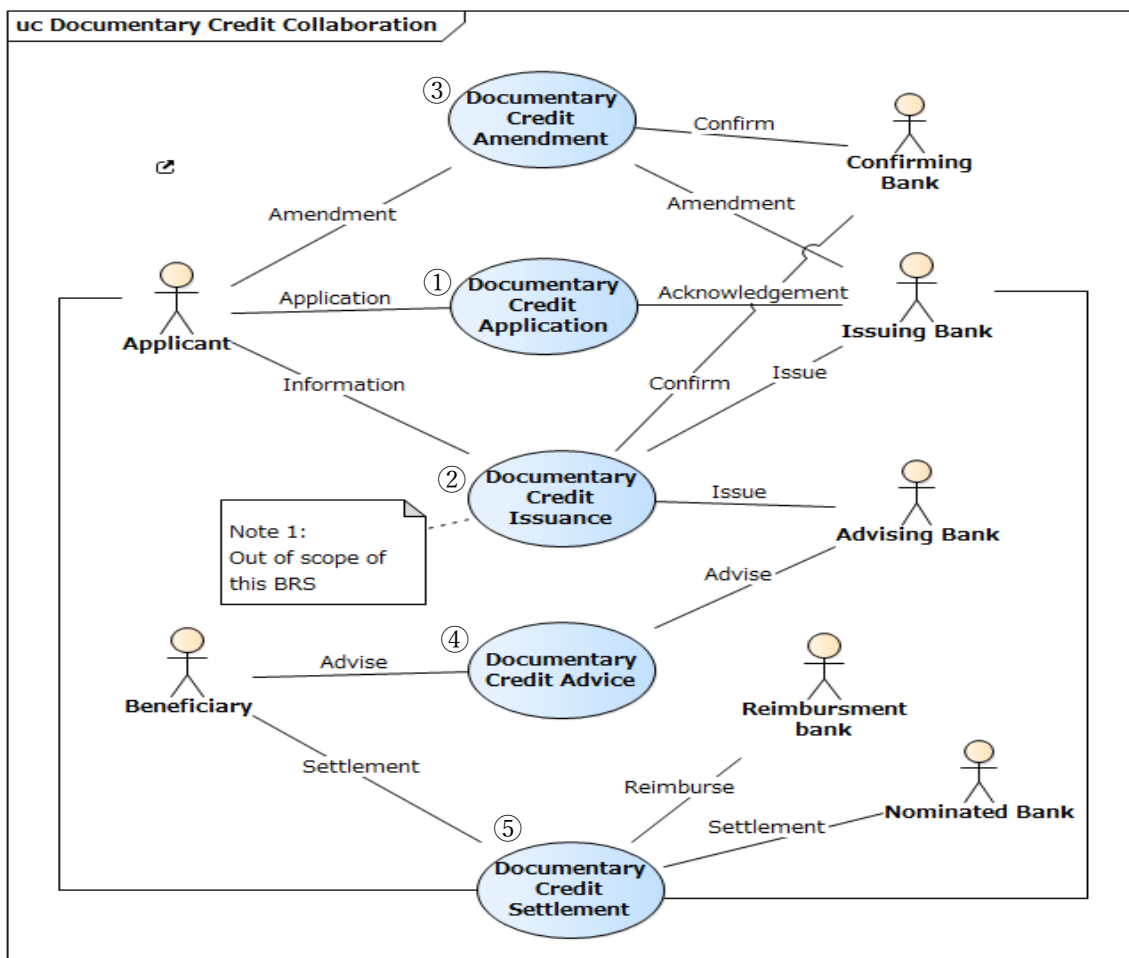 uc Documentary Credit Collaboration
③
Documentary
Credit
Amendment
Confirm
Confirming
Bank
Amendment
Amendment
①
Documentary
Credit
Application
Application
Acknowledgement
Applicant
Issuing Bank
Information
Confirm
Issue
②
Documentary
Credit
Issuance
Issue
Advising Bank
Note 1:
Out of scope of
this BRS
Advise
④
Documentary
Credit Advice
Advise
Beneficiary
Reimbursment
bank
Settlement
Reimburse
Nominated Bank
Settlement
⑤
Documentary
Credit
Settlement